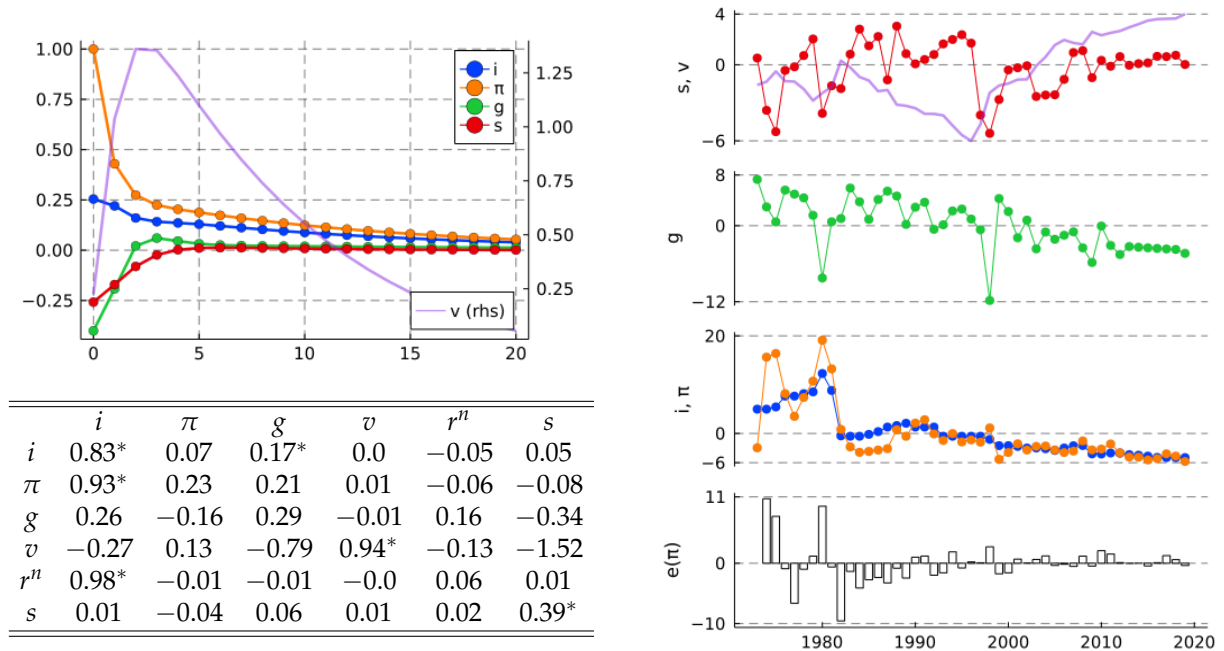 1.00
0.75
0.50
0.25
0.00
−0.25
1.25
1.00
0.75
0.50
0.25
i
π
g
s
v (rhs)
0 5 10 15 20
i π g v rⁿ s
i 0.83* 0.07 0.17* 0.0 −0.05 0.05
π 0.93* 0.23 0.21 0.01 −0.06 −0.08
g 0.26 −0.16 0.29 −0.01 0.16 −0.34
v −0.27 0.13 −0.79 0.94* −0.13 −1.52
rⁿ 0.98* −0.01 −0.01 −0.0 0.06 0.01
s 0.01 −0.04 0.06 0.01 0.02 0.39*
s, v
4
0
−6
g
8
0
−12
i, π
20
0
−6
e(π)
11
0
−10
1980 1990 2000 2010 2020